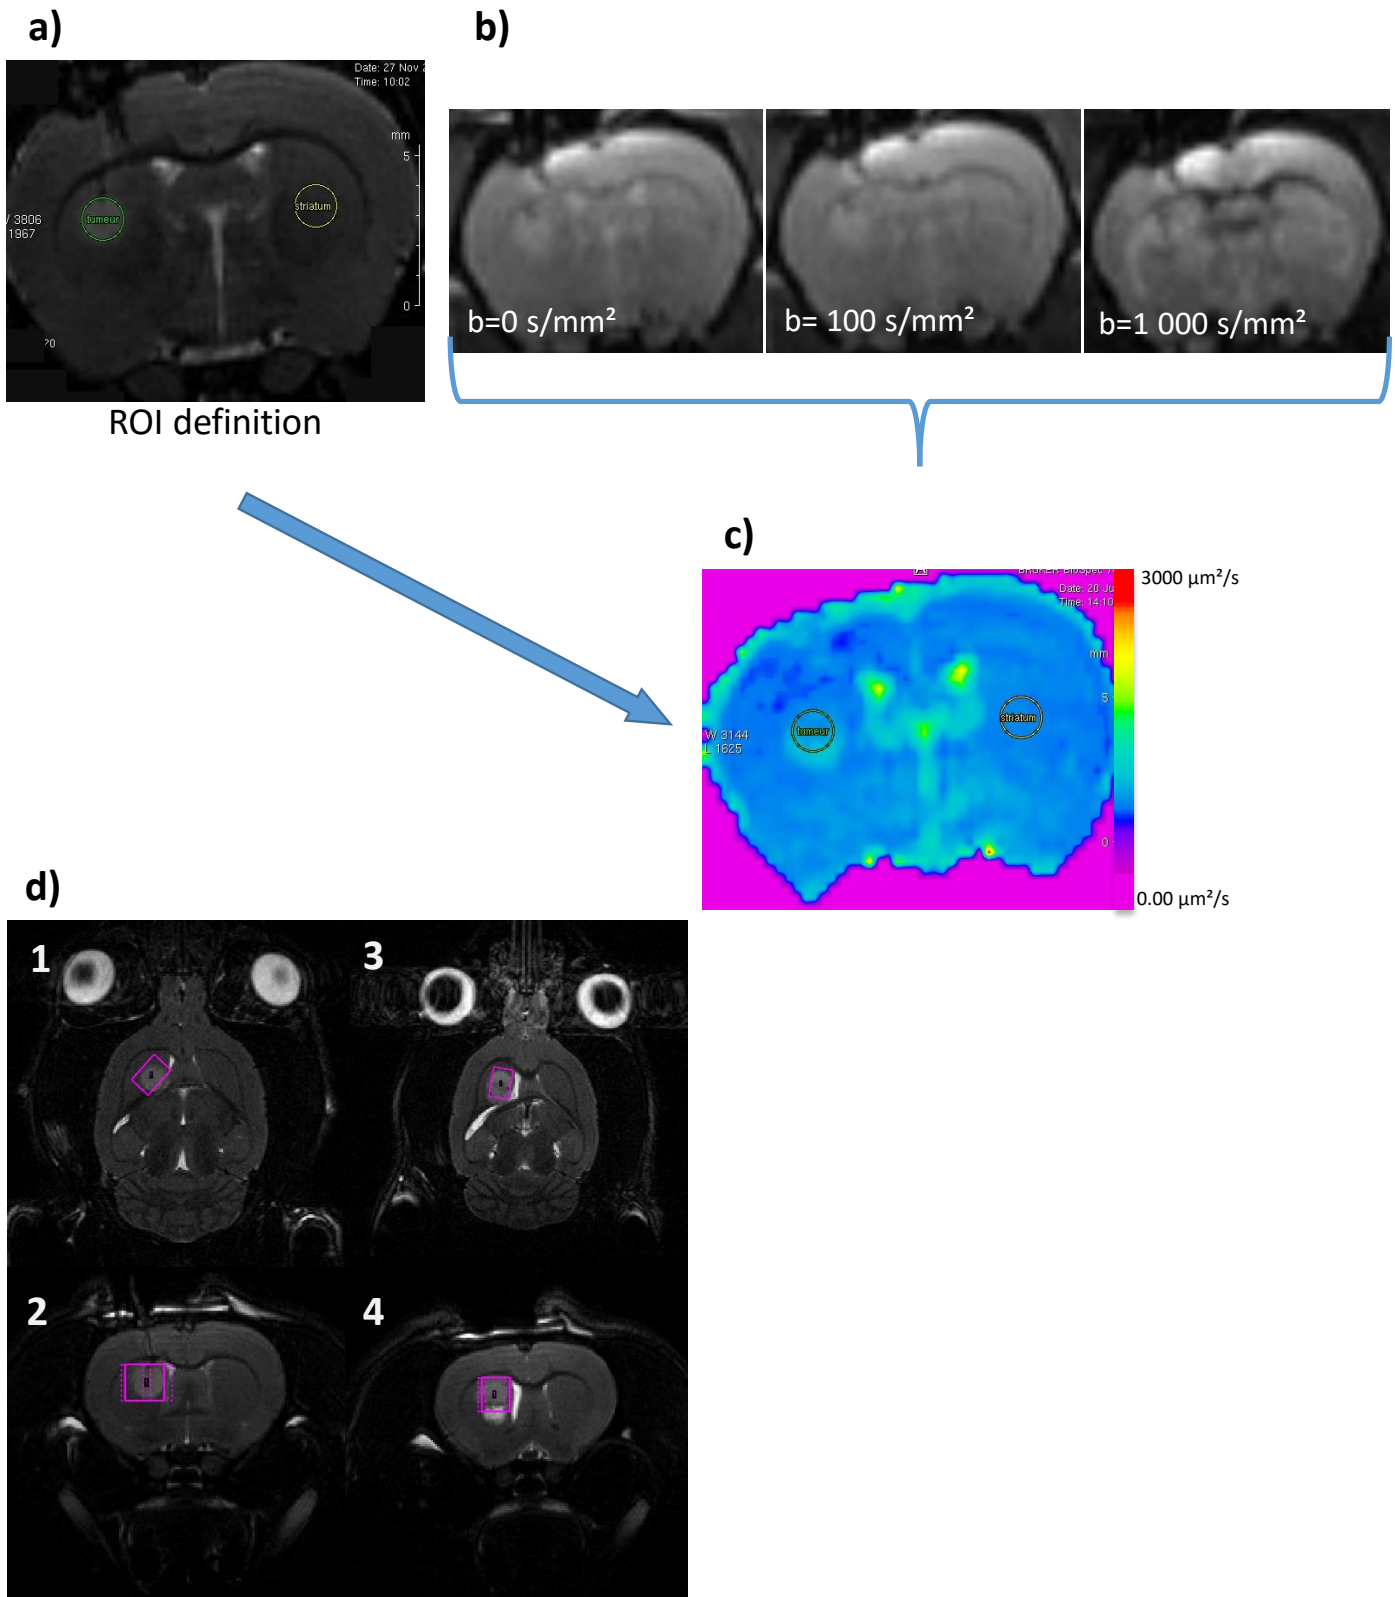 a)
Date: 27 Nov
Time: 10:02
mm
5
tumeur
striatum
/ 3806
1967
0
70
ROI definition
b)
b=0 s/mm²
b= 100 s/mm²
b=1 000 s/mm²
c)
3000 µm²/s
Date: 20 Ju
Time: 14:10
mm
5
tumeur
striatum
W 3144
L 1625
0
0.00 µm²/s
d)
1
3
2
4